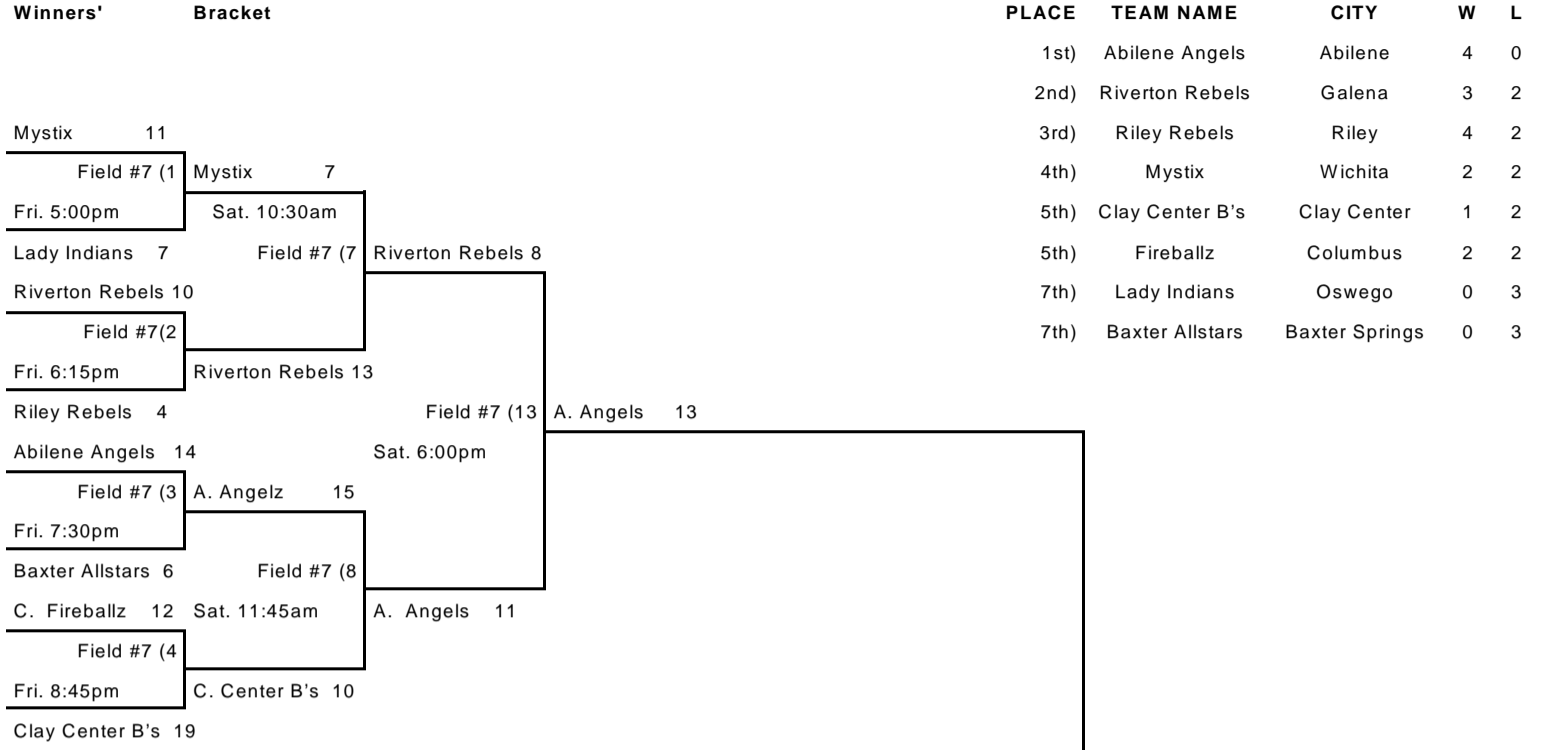 Winners' Bracket PLACE TEAM NAME CITY W L
1st) Abilene Angels Abilene 4 0
2nd) Riverton Rebels Galena 3 2
Mystix 11 3rd) Riley Rebels Riley 4 2
Field #7 (1 Mystix 7 4th) Mystix Wichita 2 2
Fri. 5:00pm Sat. 10:30am 5th) Clay Center B’s Clay Center 1 2
Lady Indians 7 Field #7 (7 Riverton Rebels 8 5th) Fireballz Columbus 2 2
Riverton Rebels 10 7th) Lady Indians Oswego 0 3
Field #7(2 7th) Baxter Allstars Baxter Springs 0 3
Fri. 6:15pm Riverton Rebels 13
Riley Rebels 4 Field #7 (13 A. Angels 13
Abilene Angels 14 Sat. 6:00pm
Field #7 (3 A. Angelz 15
Fri. 7:30pm
Baxter Allstars 6 Field #7 (8
C. Fireballz 12 Sat. 11:45am A. Angels 11
Field #7 (4
Fri. 8:45pm C. Center B's 10
Clay Center B’s 19